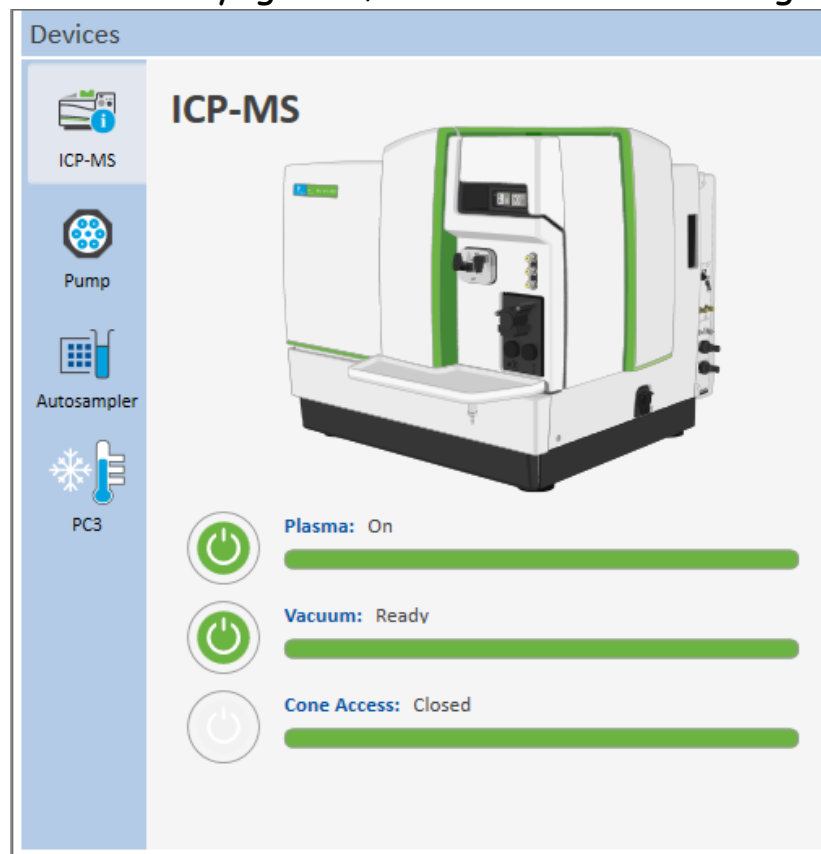 Devices
ICP-MS
ICP-MS
Pump
Autosampler
PC3
Plasma: On
Vacuum: Ready
Cone Access: Closed